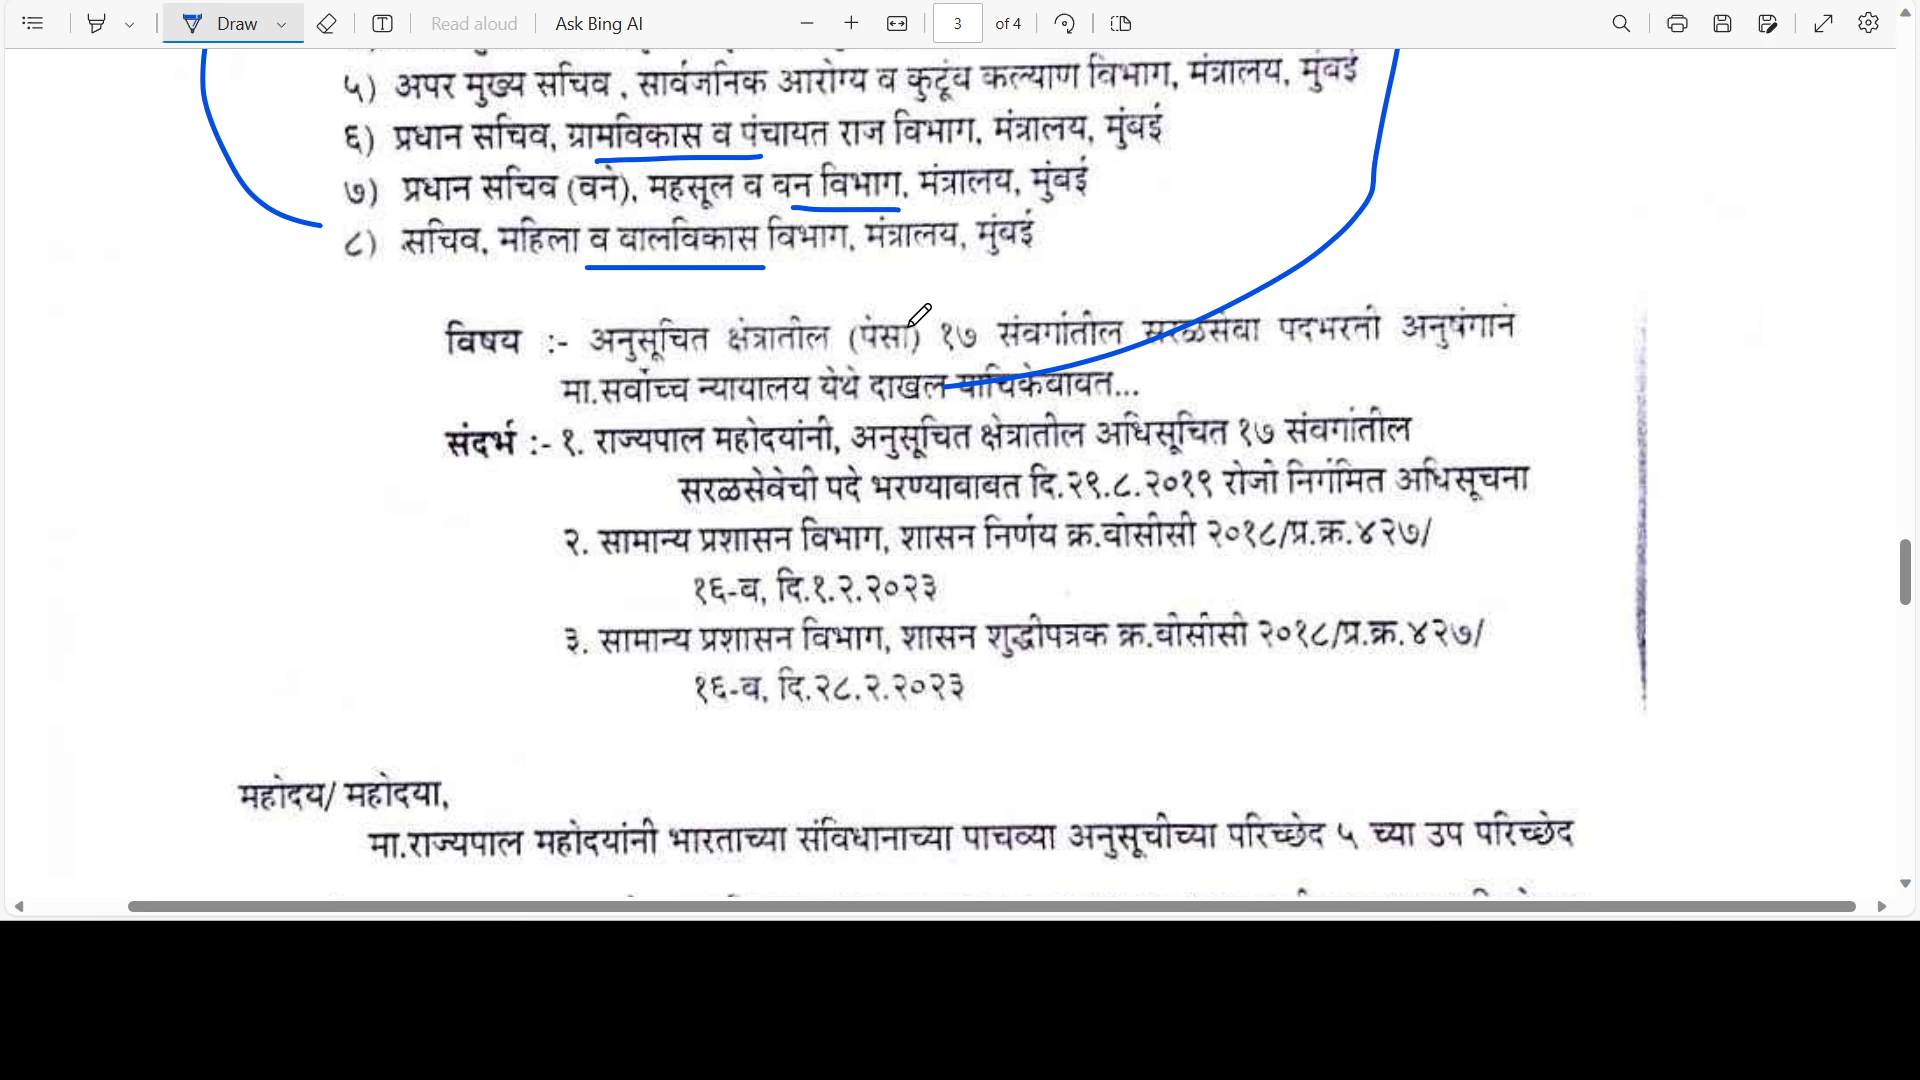 Draw
Read aloud
Ask Bing AI
3 of 4
५) अपर मुख्य सचिव , सार्वजनिक आरोग्य व कुटूंब कल्याण विभाग, मंत्रालय, मुंबई
६) प्रधान सचिव, ग्रामविकास व पंचायत राज विभाग, मंत्रालय, मुंबई
७) प्रधान सचिव (वने), महसूल व वन विभाग, मंत्रालय, मुंबई
८) सचिव, महिला व बालविकास विभाग, मंत्रालय, मुंबई
विषय :- अनुसूचित क्षेत्रातील (पेसा) १७ संवर्गातील सरळसेवा पदभरती अनुषंगाने
मा.सर्वोच्च न्यायालय येथे दाखल याचिकेबाबत...
संदर्भ :- १. राज्यपाल महोदयांनी, अनुसूचित क्षेत्रातील अधिसूचित १७ संवर्गातील
सरळसेवेची पदे भरण्याबाबत दि.२९.८.२०१९ रोजी निर्गमित अधिसूचना
२. सामान्य प्रशासन विभाग, शासन निर्णय क्र.बीसीसी २०१८/प्र.क्र.४२७/
१६-ब, दि.१.२.२०२३
३. सामान्य प्रशासन विभाग, शासन शुद्धीपत्रक क्र.बीसीसी २०१८/प्र.क्र.४२७/
१६-ब, दि.२८.२.२०२३
महोदय/ महोदया,
मा.राज्यपाल महोदयांनी भारताच्या संविधानाच्या पाचव्या अनुसूचीच्या परिच्छेद ५ च्या उप परिच्छेद